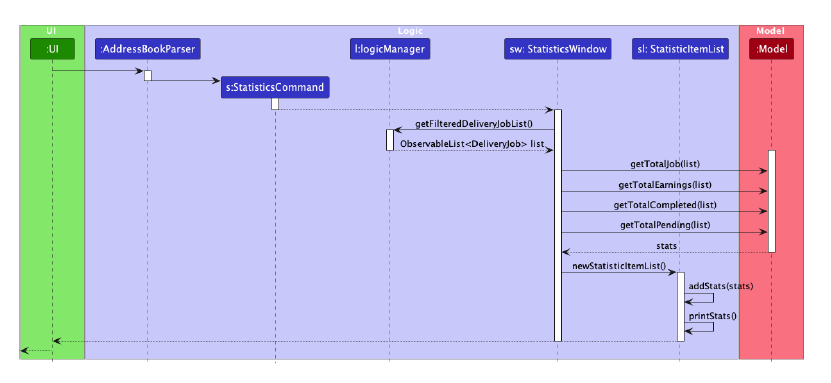 UI
Logic
Model
:UI
:AddressBookParser
l:logicManager
sw: StatisticsWindow
sl: StatisticItemList
:Model
s:StatisticsCommand
getFilteredDeliveryJobList()
ObservableList<DeliveryJob> list
getTotalJob(list)
getTotalEarnings(list)
getTotalCompleted(list)
getTotalPending(list)
stats
newStatisticItemList()
addStats(stats)
printStats()